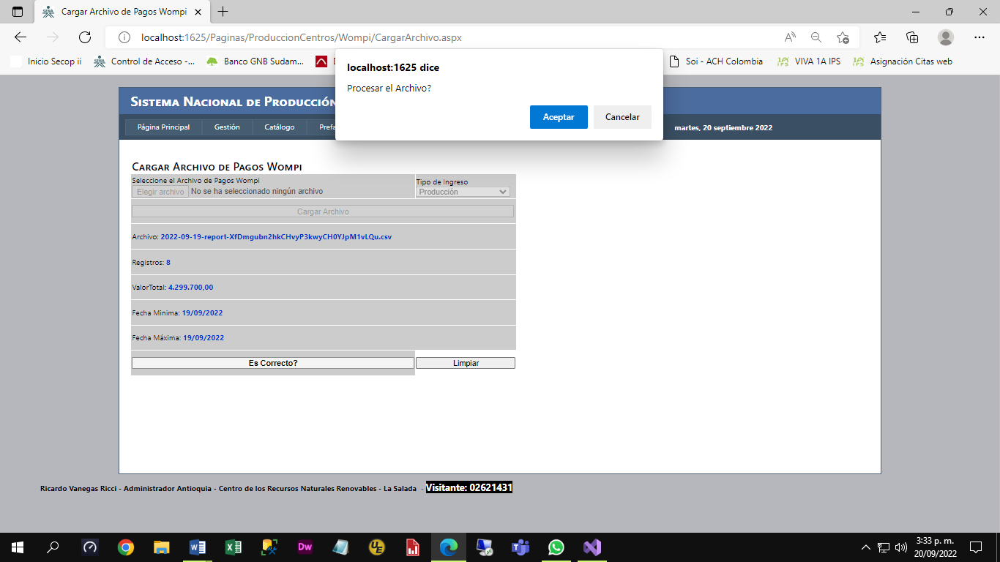 Cargar Archivo de Pagos Wompi
localhost:1625/Paginas/ProduccionCentros/Wompi/CargarArchivo.aspx
Inicio Secop ii
Control de Acceso -...
Banco GNB Sudam...
Soi - ACH Colombia
VIVA 1A IPS
Asignación Citas web
localhost:1625 dice
Procesar el Archivo?
Aceptar
Cancelar
Sistema Nacional de Producción
Página Principal
Gestión
Catálogo
martes, 20 septiembre 2022
Cargar Archivo de Pagos Wompi
Seleccione el Archivo de Pagos Wompi
Tipo de Ingreso
Elegir archivo No se ha seleccionado ningún archivo
Producción
Cargar Archivo
Archivo: 2022-09-19-report-XfDmgubn2hkCHvyP3kwyCH0YJpM1vLQu.csv
Registros: 8
ValorTotal: 4.299.700,00
Fecha Minima: 19/09/2022
Fecha Máxima: 19/09/2022
Es Correcto?
Limpiar
Ricardo Vanegas Ricci - Administrador Antioquia - Centro de los Recursos Naturales Renovables - La Salada - Visitante: 02621431
3:33 p. m.
20/09/2022